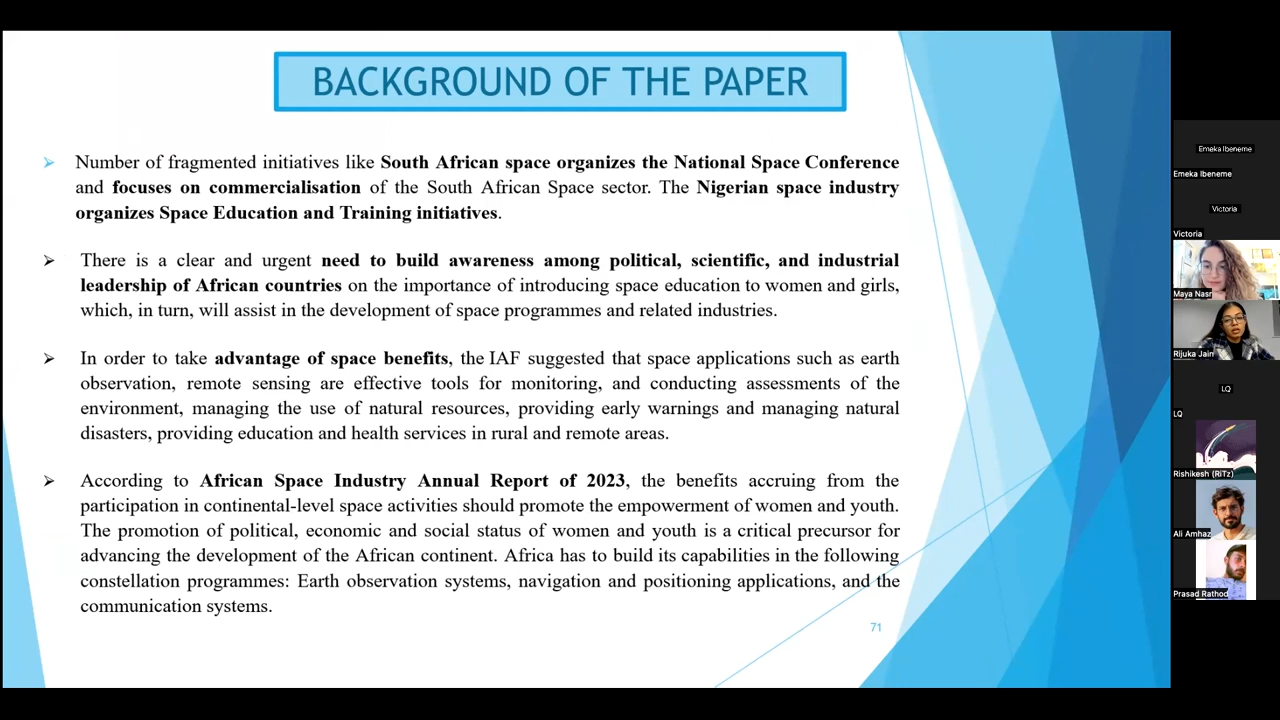 BACKGROUND OF THE PAPER
Number of fragmented initiatives like South African space organizes the National Space Conference
and focuses on commercialisation of the South African Space sector. The Nigerian space industry
organizes Space Education and Training initiatives.
There is a clear and urgent need to build awareness among political, scientific, and industrial
leadership of African countries on the importance of introducing space education to women and girls,
which, in turn, will assist in the development of space programmes and related industries.
In order to take advantage of space benefits, the IAF suggested that space applications such as earth
observation, remote sensing are effective tools for monitoring, and conducting assessments of the
environment, managing the use of natural resources, providing early warnings and managing natural
disasters, providing education and health services in rural and remote areas.
According to African Space Industry Annual Report of 2023, the benefits accruing from the
participation in continental-level space activities should promote the empowerment of women and youth.
The promotion of political, economic and social status of women and youth is a critical precursor for
advancing the development of the African continent. Africa has to build its capabilities in the following
constellation programmes: Earth observation systems, navigation and positioning applications, and the
communication systems.
71
Emeka Ibeneme
Emeka Ibeneme
Victoria
Victoria
Maya Nasr
Rijuka Jain
LQ
LQ
Rishikesh (RiTz)
Ali Amhaz
Prasad Rathod